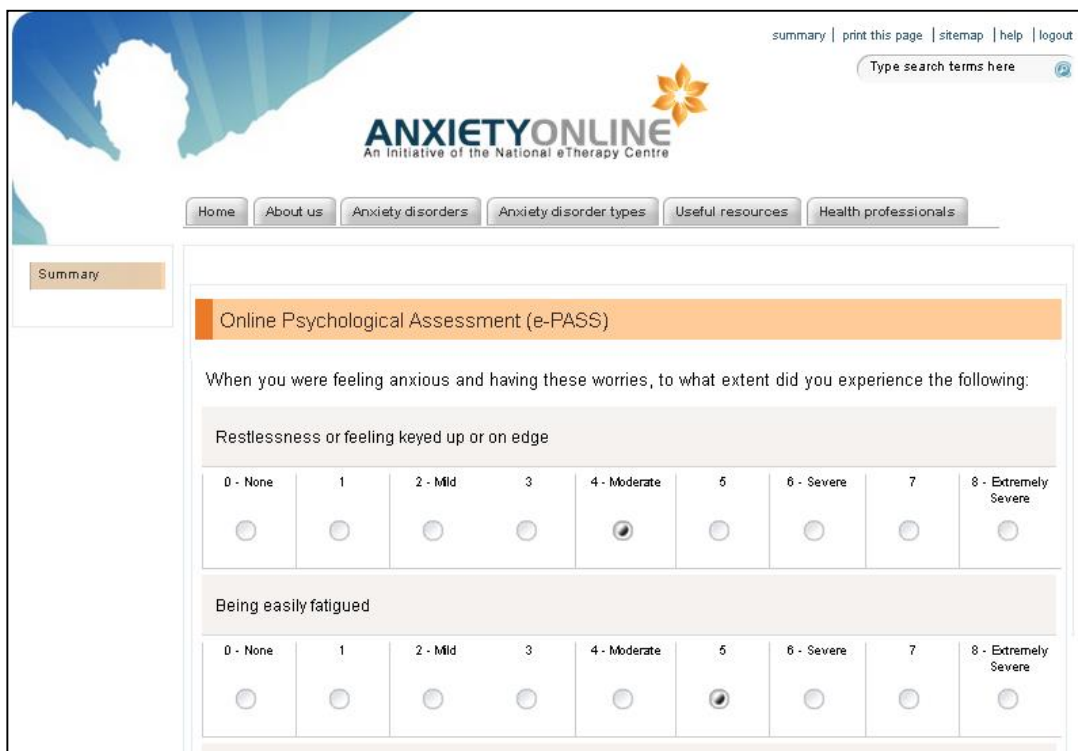 summary | print this page | sitemap | help | logout
Type search terms here
ANXIETYONLINE
An Initiative of the National eTherapy Centre
Home About us Anxiety disorders Anxiety disorder types Useful resources Health professionals
Summary
Online Psychological Assessment (e-PASS)
When you were feeling anxious and having these worries, to what extent did you experience the following:
Restlessness or feeling keyed up or on edge
0 - None 1 2 - Mild 3 4 - Moderate 5 6 - Severe 7 8 - Extremely
Severe
Being easily fatigued
0 - None 1 2 - Mild 3 4 - Moderate 5 6 - Severe 7 8 - Extremely
Severe